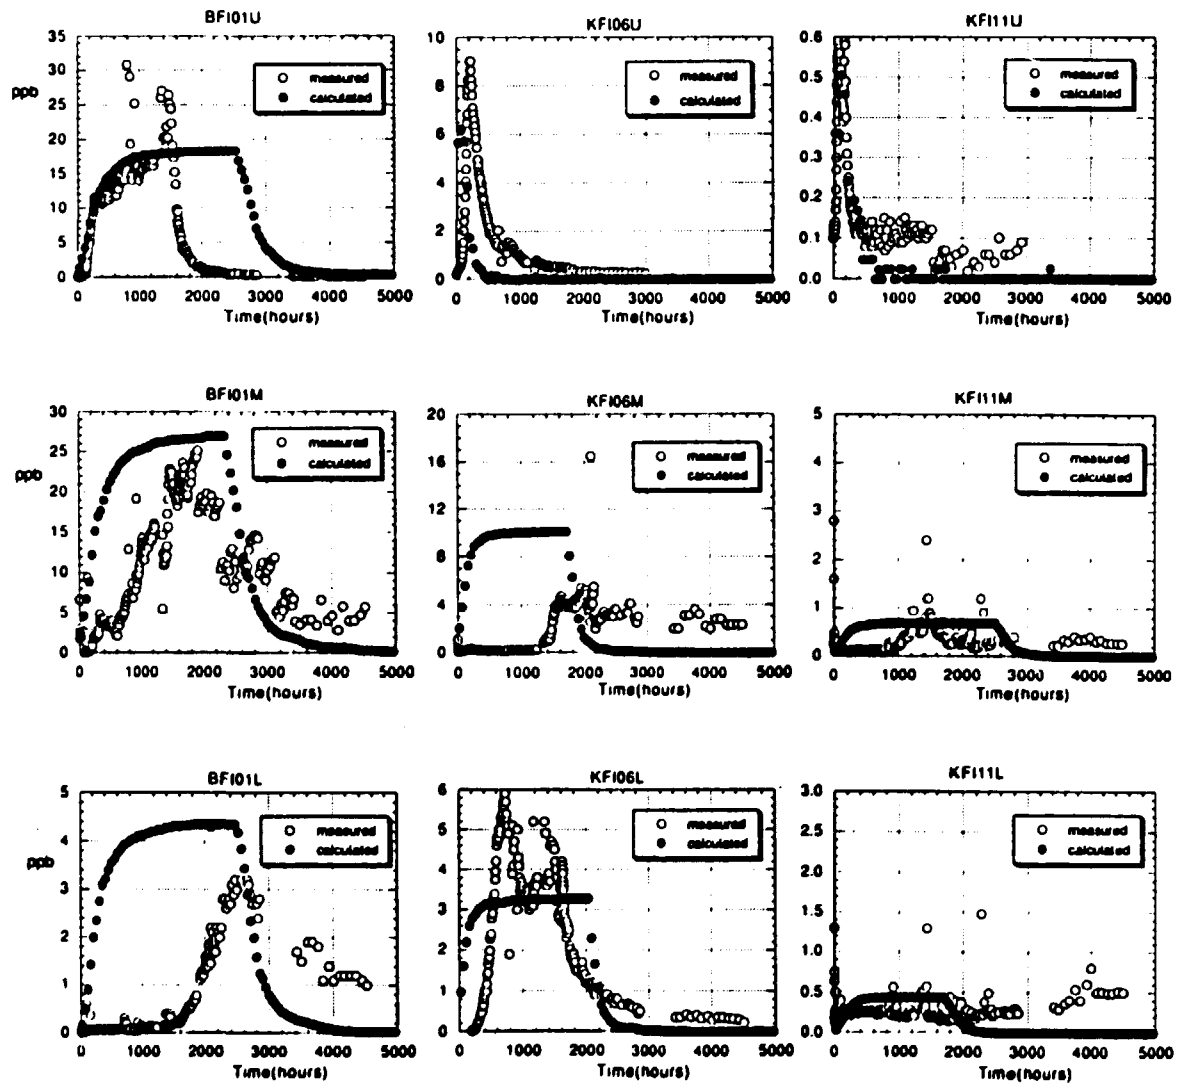 BFI01U
35
30
25
20
15
10
5
0
ppb
measured
calculated
0 1000 2000 3000 4000 5000
Time(hours)
KFI06U
10
8
6
4
2
0
measured
calculated
0 1000 2000 3000 4000 5000
Time(hours)
KFI11U
0.6
0.5
0.4
0.3
0.2
0.1
0.0
measured
calculated
0 1000 2000 3000 4000 5000
Time(hours)
BFI01M
30
25
20
15
10
5
0
ppb
measured
calculated
0 1000 2000 3000 4000 5000
Time(hours)
KFI06M
20
16
12
8
4
0
measured
calculated
0 1000 2000 3000 4000 5000
Time(hours)
KFI11M
5
4
3
2
1
0
measured
calculated
0 1000 2000 3000 4000 5000
Time(hours)
BFI01L
5
4
3
2
1
0
ppb
measured
calculated
0 1000 2000 3000 4000 5000
Time(hours)
KFI06L
6
5
4
3
2
1
0
measured
calculated
0 1000 2000 3000 4000 5000
Time(hours)
KFI11L
3.0
2.5
2.0
1.5
1.0
0.5
0.0
measured
calculated
0 1000 2000 3000 4000 5000
Time(hours)